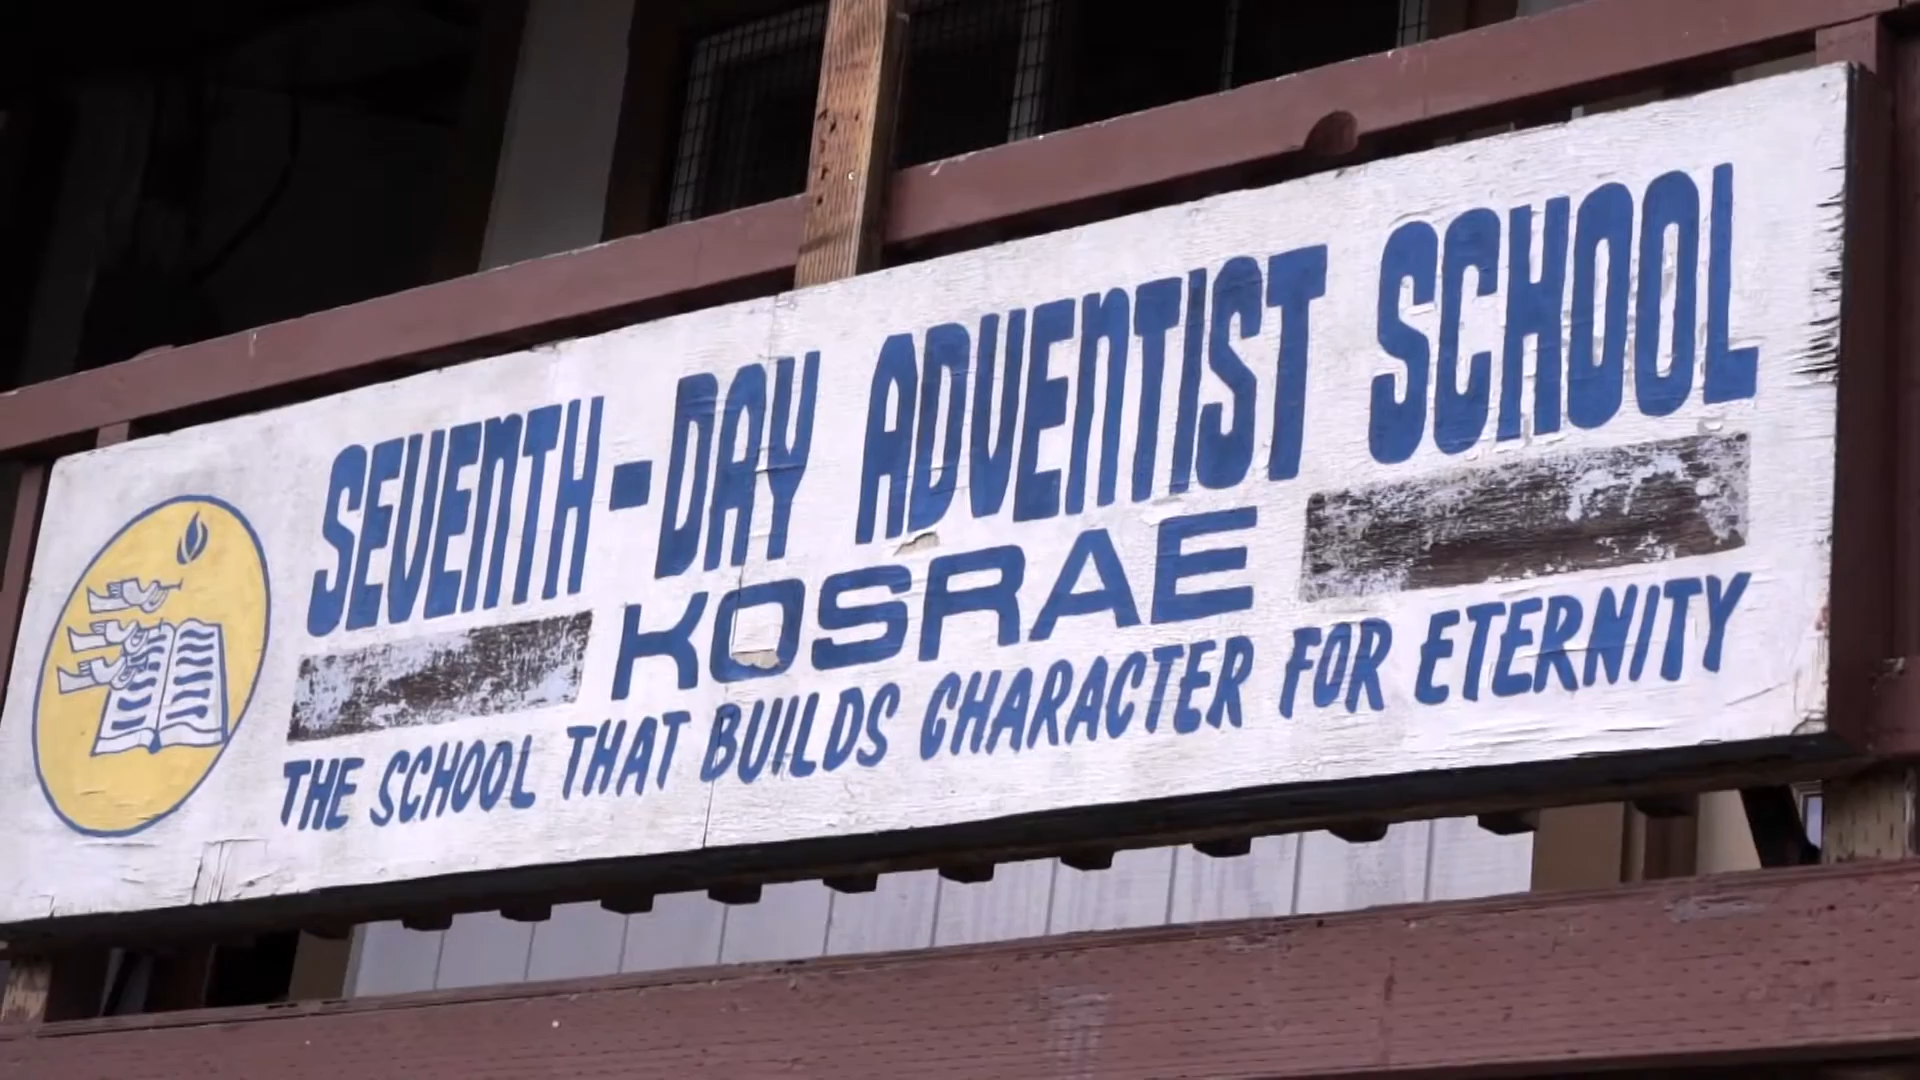 SEVENTH-DAY ADVENTIST SCHOOL
KOSRAE
THE SCHOOL THAT BUILDS CHARACTER FOR ETERNITY